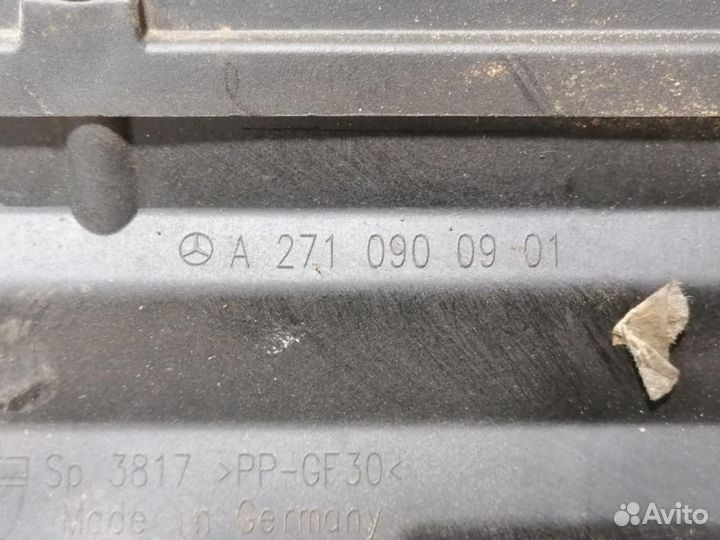 A 271 090 09 01
Sp 3817 >PP-GF30<
Made in Germany
Avito